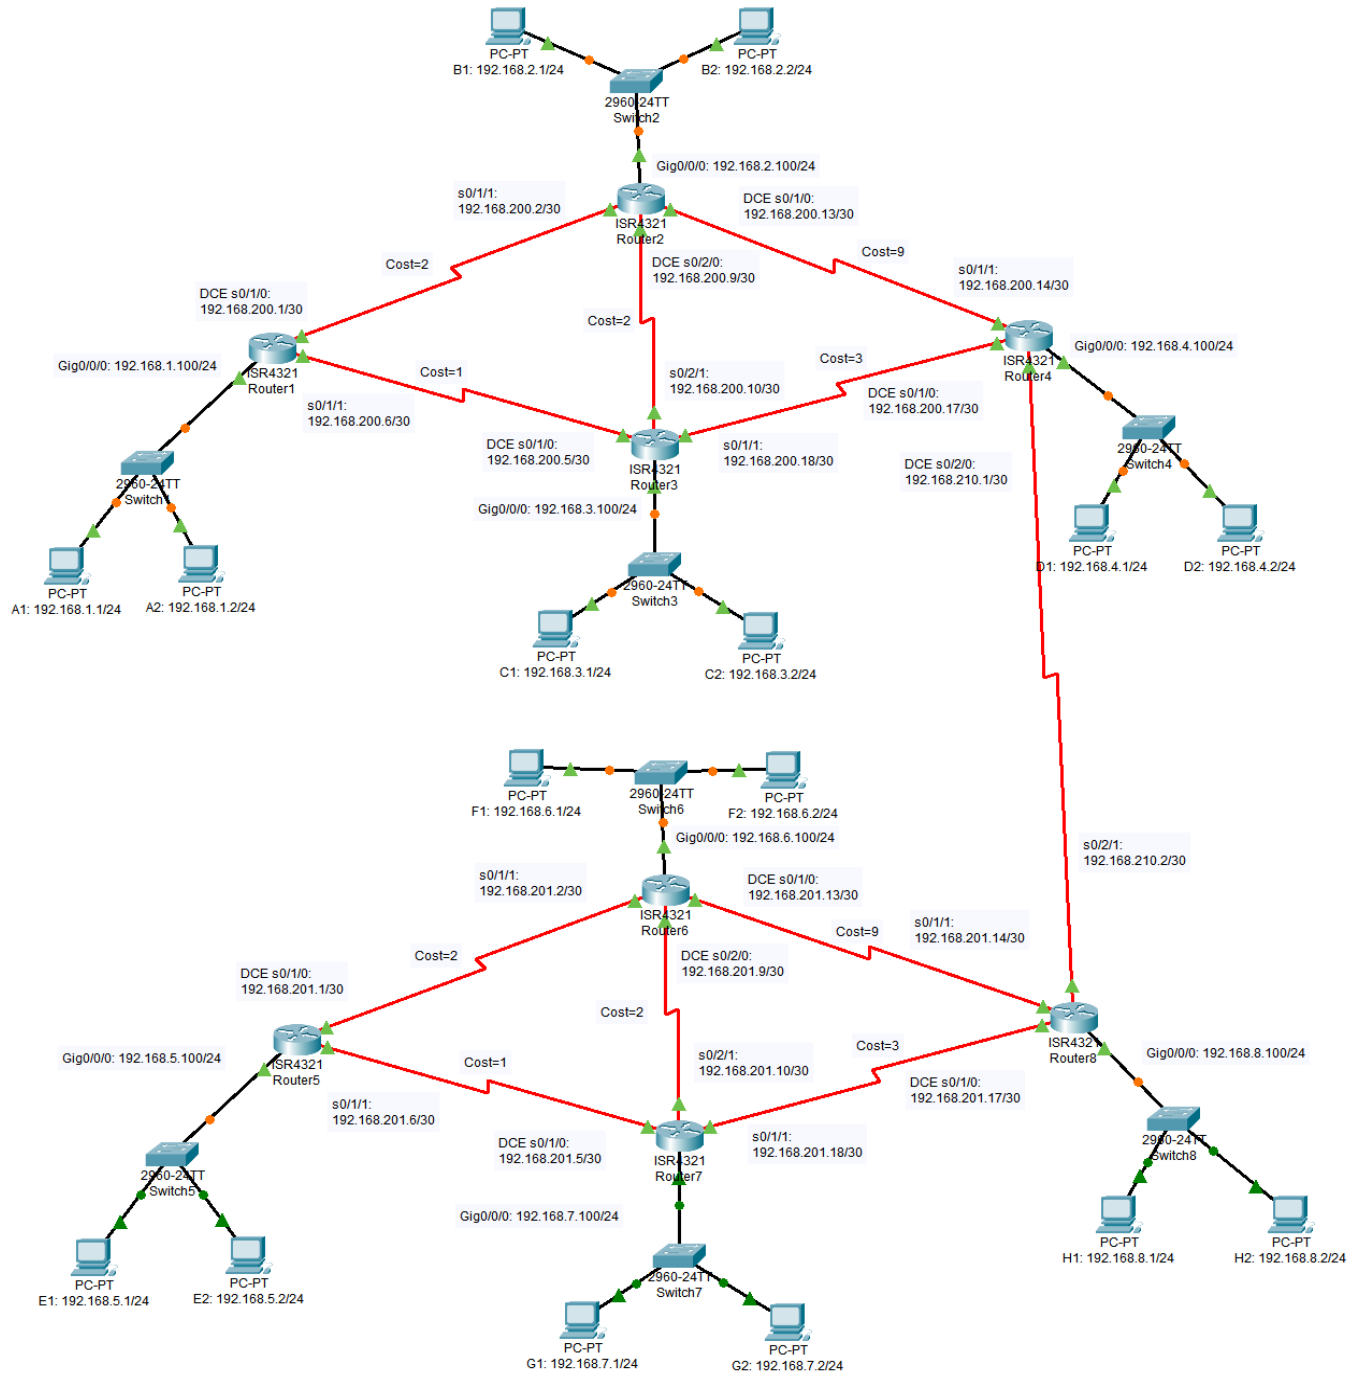 PC-PT
B1: 192.168.2.1/24
PC-PT
B2: 192.168.2.2/24
2960-24TT
Switch2
Gig0/0/0: 192.168.2.100/24
s0/1/1:
192.168.200.2/30
DCE s0/1/0:
192.168.200.13/30
ISR4321
Router2
Cost=2
DCE s0/2/0:
192.168.200.9/30
Cost=9
s0/1/1:
192.168.200.14/30
DCE s0/1/0:
192.168.200.1/30
Cost=2
Gig0/0/0: 192.168.1.100/24
ISR4321
Router1
Cost=1
s0/1/1:
192.168.200.6/30
s0/2/1:
192.168.200.10/30
Cost=3
Gig0/0/0: 192.168.4.100/24
ISR4321
Router4
DCE s0/1/0:
192.168.200.17/30
DCE s0/1/0:
192.168.200.5/30
ISR4321
Router3
s0/1/1:
192.168.200.18/30
DCE s0/2/0:
192.168.210.1/30
2960-24TT
Switch4
2960-24TT
Switch1
Gig0/0/0: 192.168.3.100/24
PC-PT
D1: 192.168.4.1/24
PC-PT
D2: 192.168.4.2/24
PC-PT
A1: 192.168.1.1/24
PC-PT
A2: 192.168.1.2/24
2960-24TT
Switch3
PC-PT
C1: 192.168.3.1/24
PC-PT
C2: 192.168.3.2/24
PC-PT
F1: 192.168.6.1/24
2960-24TT
Switch6
PC-PT
F2: 192.168.6.2/24
Gig0/0/0: 192.168.6.100/24
s0/2/1:
192.168.210.2/30
s0/1/1:
192.168.201.2/30
DCE s0/1/0:
192.168.201.13/30
ISR4321
Router6
s0/1/1:
192.168.201.14/30
Cost=9
Cost=2
DCE s0/2/0:
192.168.201.9/30
DCE s0/1/0:
192.168.201.1/30
Cost=2
Gig0/0/0: 192.168.5.100/24
ISR4321
Router5
Cost=1
Cost=3
ISR4321
Router8
Gig0/0/0: 192.168.8.100/24
s0/2/1:
192.168.201.10/30
DCE s0/1/0:
192.168.201.17/30
s0/1/1:
192.168.201.6/30
DCE s0/1/0:
192.168.201.5/30
ISR4321
Router7
s0/1/1:
192.168.201.18/30
2960-24TT
Switch8
2960-24TT
Switch5
Gig0/0/0: 192.168.7.100/24
PC-PT
H1: 192.168.8.1/24
PC-PT
H2: 192.168.8.2/24
PC-PT
E1: 192.168.5.1/24
PC-PT
E2: 192.168.5.2/24
2960-24TT
Switch7
PC-PT
G1: 192.168.7.1/24
PC-PT
G2: 192.168.7.2/24